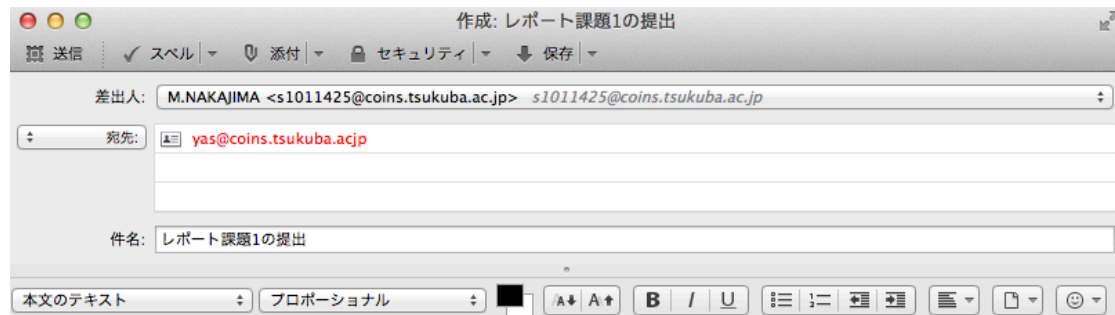 作成: レポート課題1の提出
送信 スペル 添付 セキュリティ 保存
差出人: M.NAKAJIMA <s1011425@coins.tsukuba.ac.jp> s1011425@coins.tsukuba.ac.jp
宛先: yas@coins.tsukuba.acjp
件名: レポート課題1の提出
本文のテキスト プロポーショナル A A B I U